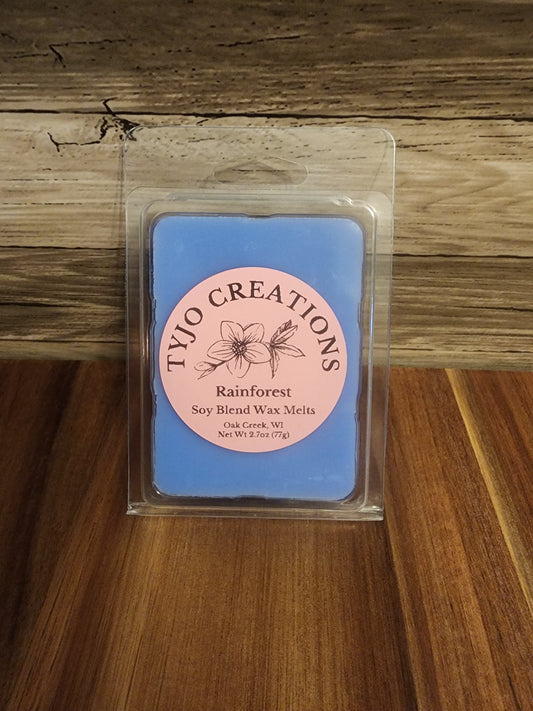 TYJO CREATIONS
Rainforest
Soy Blend Wax Melts
Oak Creek, WI
Net Wt 2.7oz (77g)